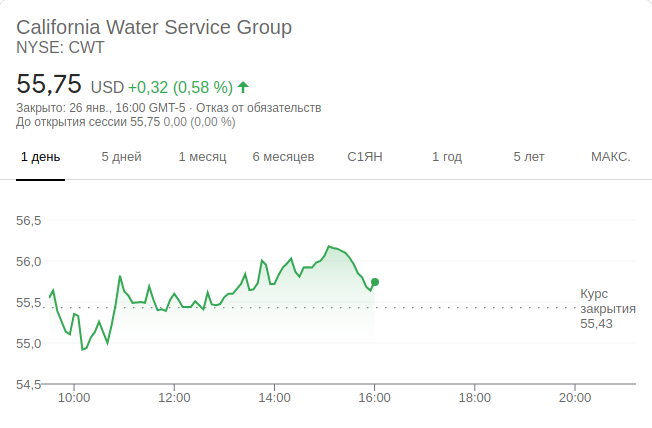 California Water Service Group
NYSE: CWT
55,75 USD +0,32 (0,58 %)
Закрыто: 26 янв., 16:00 GMT-5 · Отказ от обязательств
До открытия сессии 55,75 0,00 (0,00 %)
1 день 5 дней 1 месяц 6 месяцев С1ЯН 1 год 5 лет МАКС.
56,5
56,0
55,5
55,0
54,5
Курс
закрытия
55,43
10:00 12:00 14:00 16:00 18:00 20:00